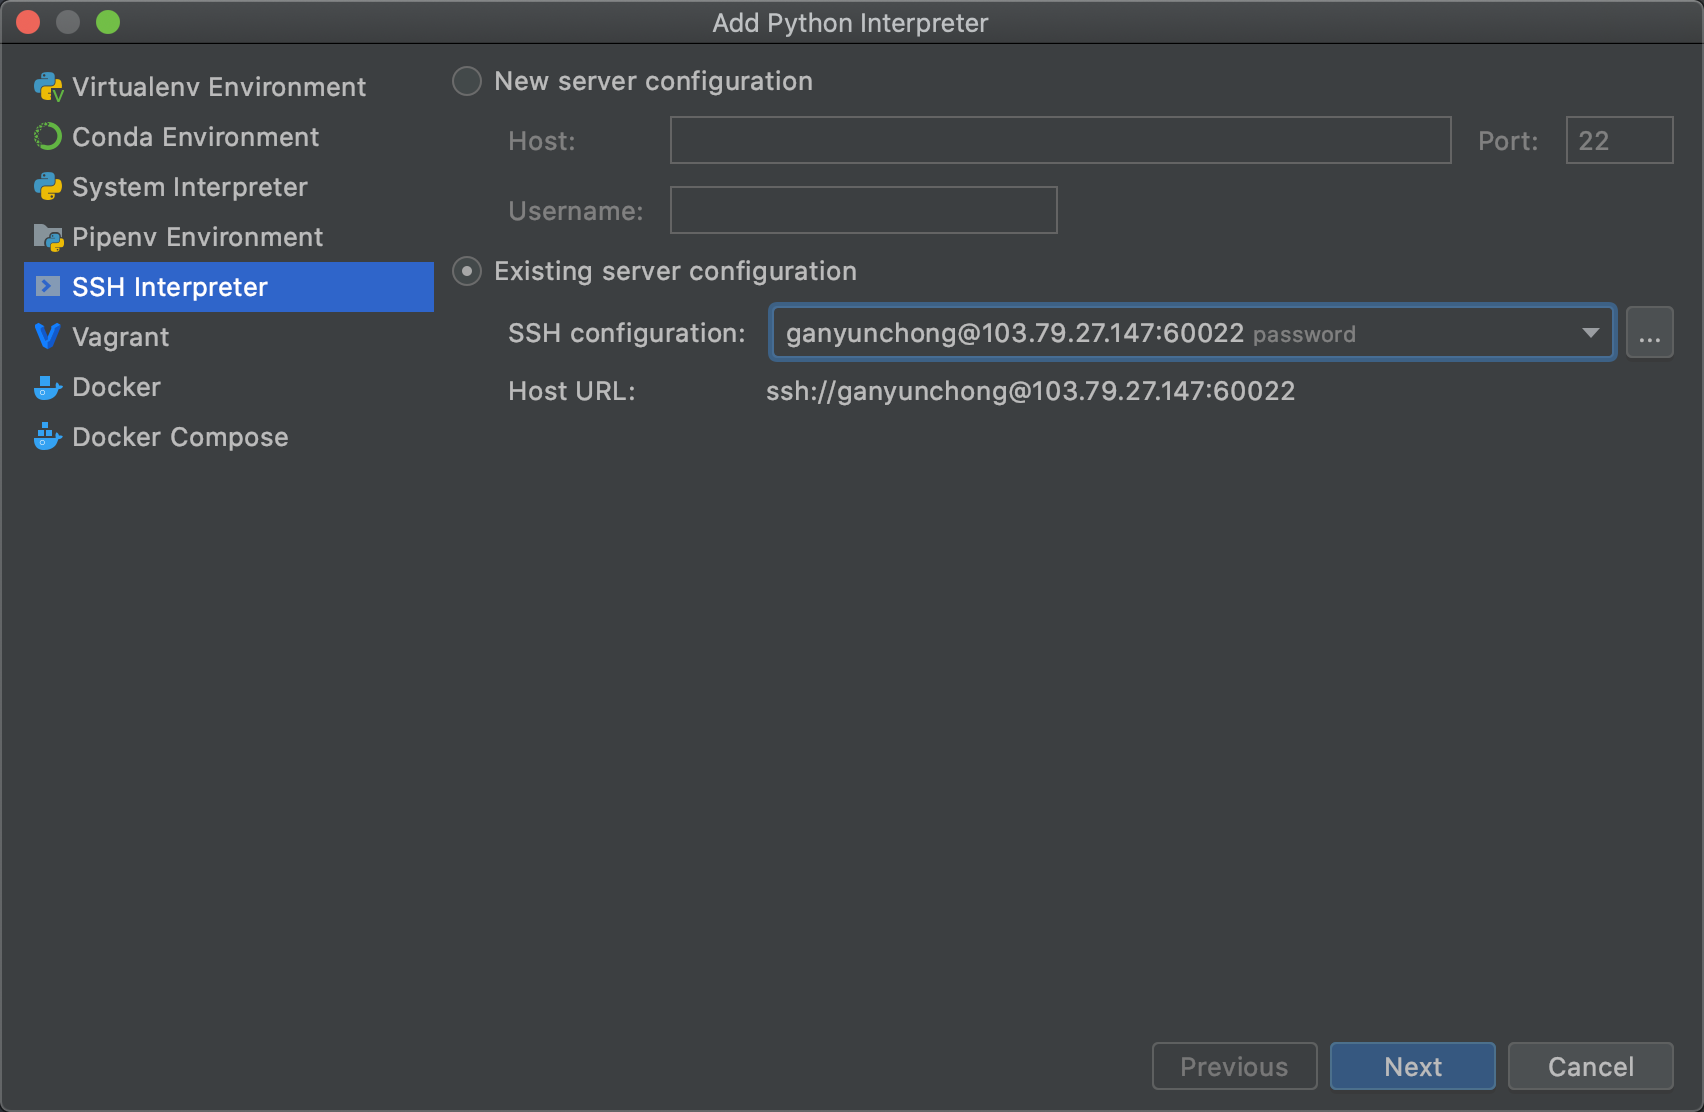 Add Python Interpreter
Virtualenv Environment
Conda Environment
System Interpreter
Pipenv Environment
SSH Interpreter
Vagrant
Docker
Docker Compose
New server configuration
Host: Port: 22
Username:
Existing server configuration
SSH configuration: ganyunchong@103.79.27.147:60022 password ...
Host URL: ssh://ganyunchong@103.79.27.147:60022
Previous Next Cancel